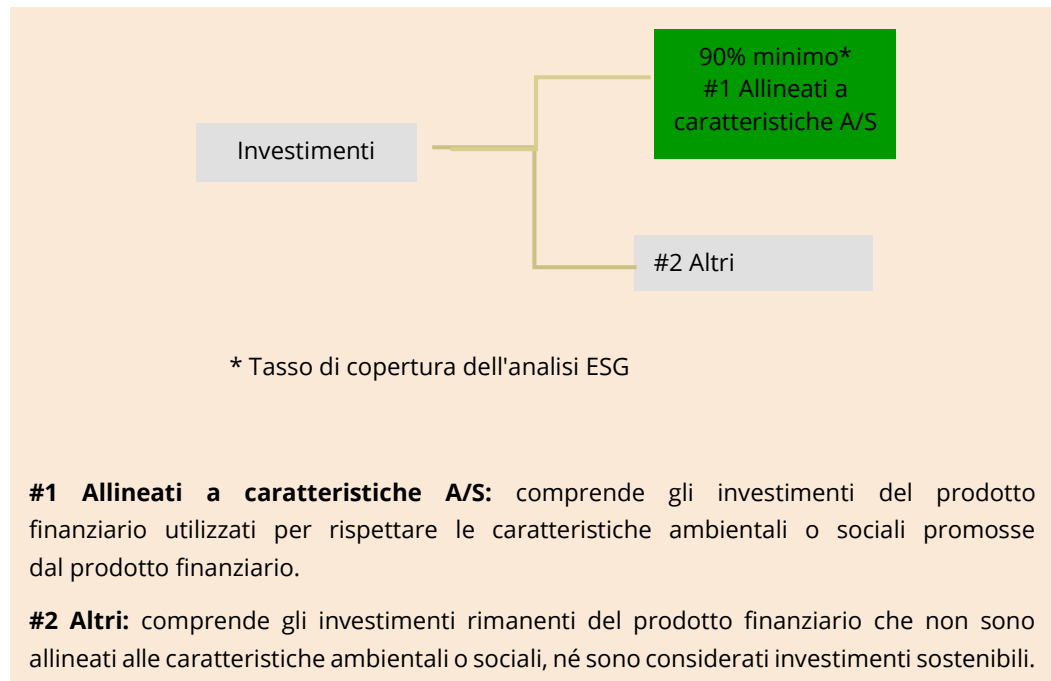 90% minimo*
#1 Allineati a
caratteristiche A/S
Investimenti
#2 Altri
* Tasso di copertura dell'analisi ESG
#1 Allineati a caratteristiche A/S: comprende gli investimenti del prodotto
finanziario utilizzati per rispettare le caratteristiche ambientali o sociali promosse
dal prodotto finanziario.
#2 Altri: comprende gli investimenti rimanenti del prodotto finanziario che non sono
allineati alle caratteristiche ambientali o sociali, né sono considerati investimenti sostenibili.